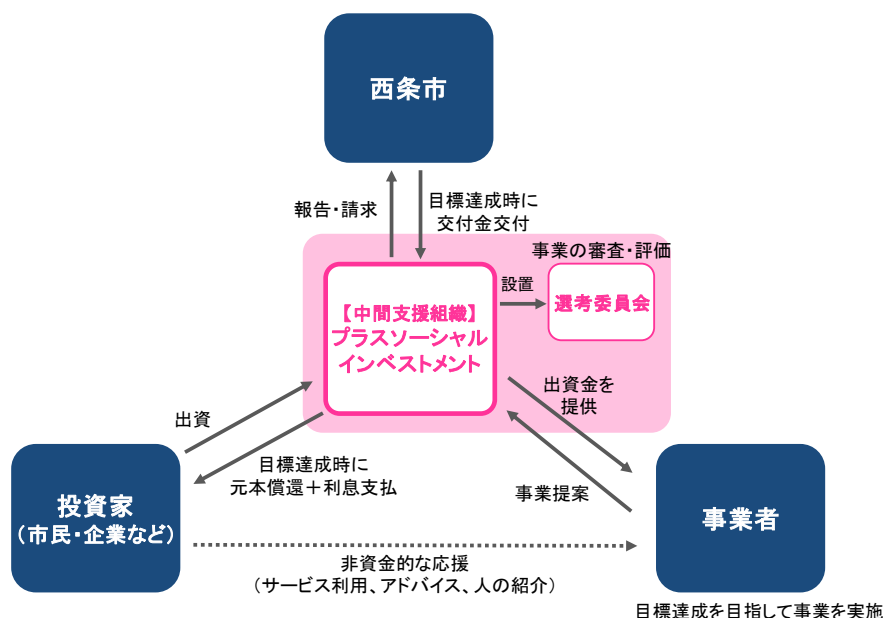 西条市
報告・請求
目標達成時に
交付金交付
事業の審査・評価
設置
選考委員会
【中間支援組織】
プラスソーシャル
インベストメント
出資金を
提供
出資
目標達成時に
元本償還＋利息支払
事業提案
投資家
（市民・企業など）
事業者
非資金的な応援
（サービス利用、アドバイス、人の紹介）
目標達成を目指して事業を実施